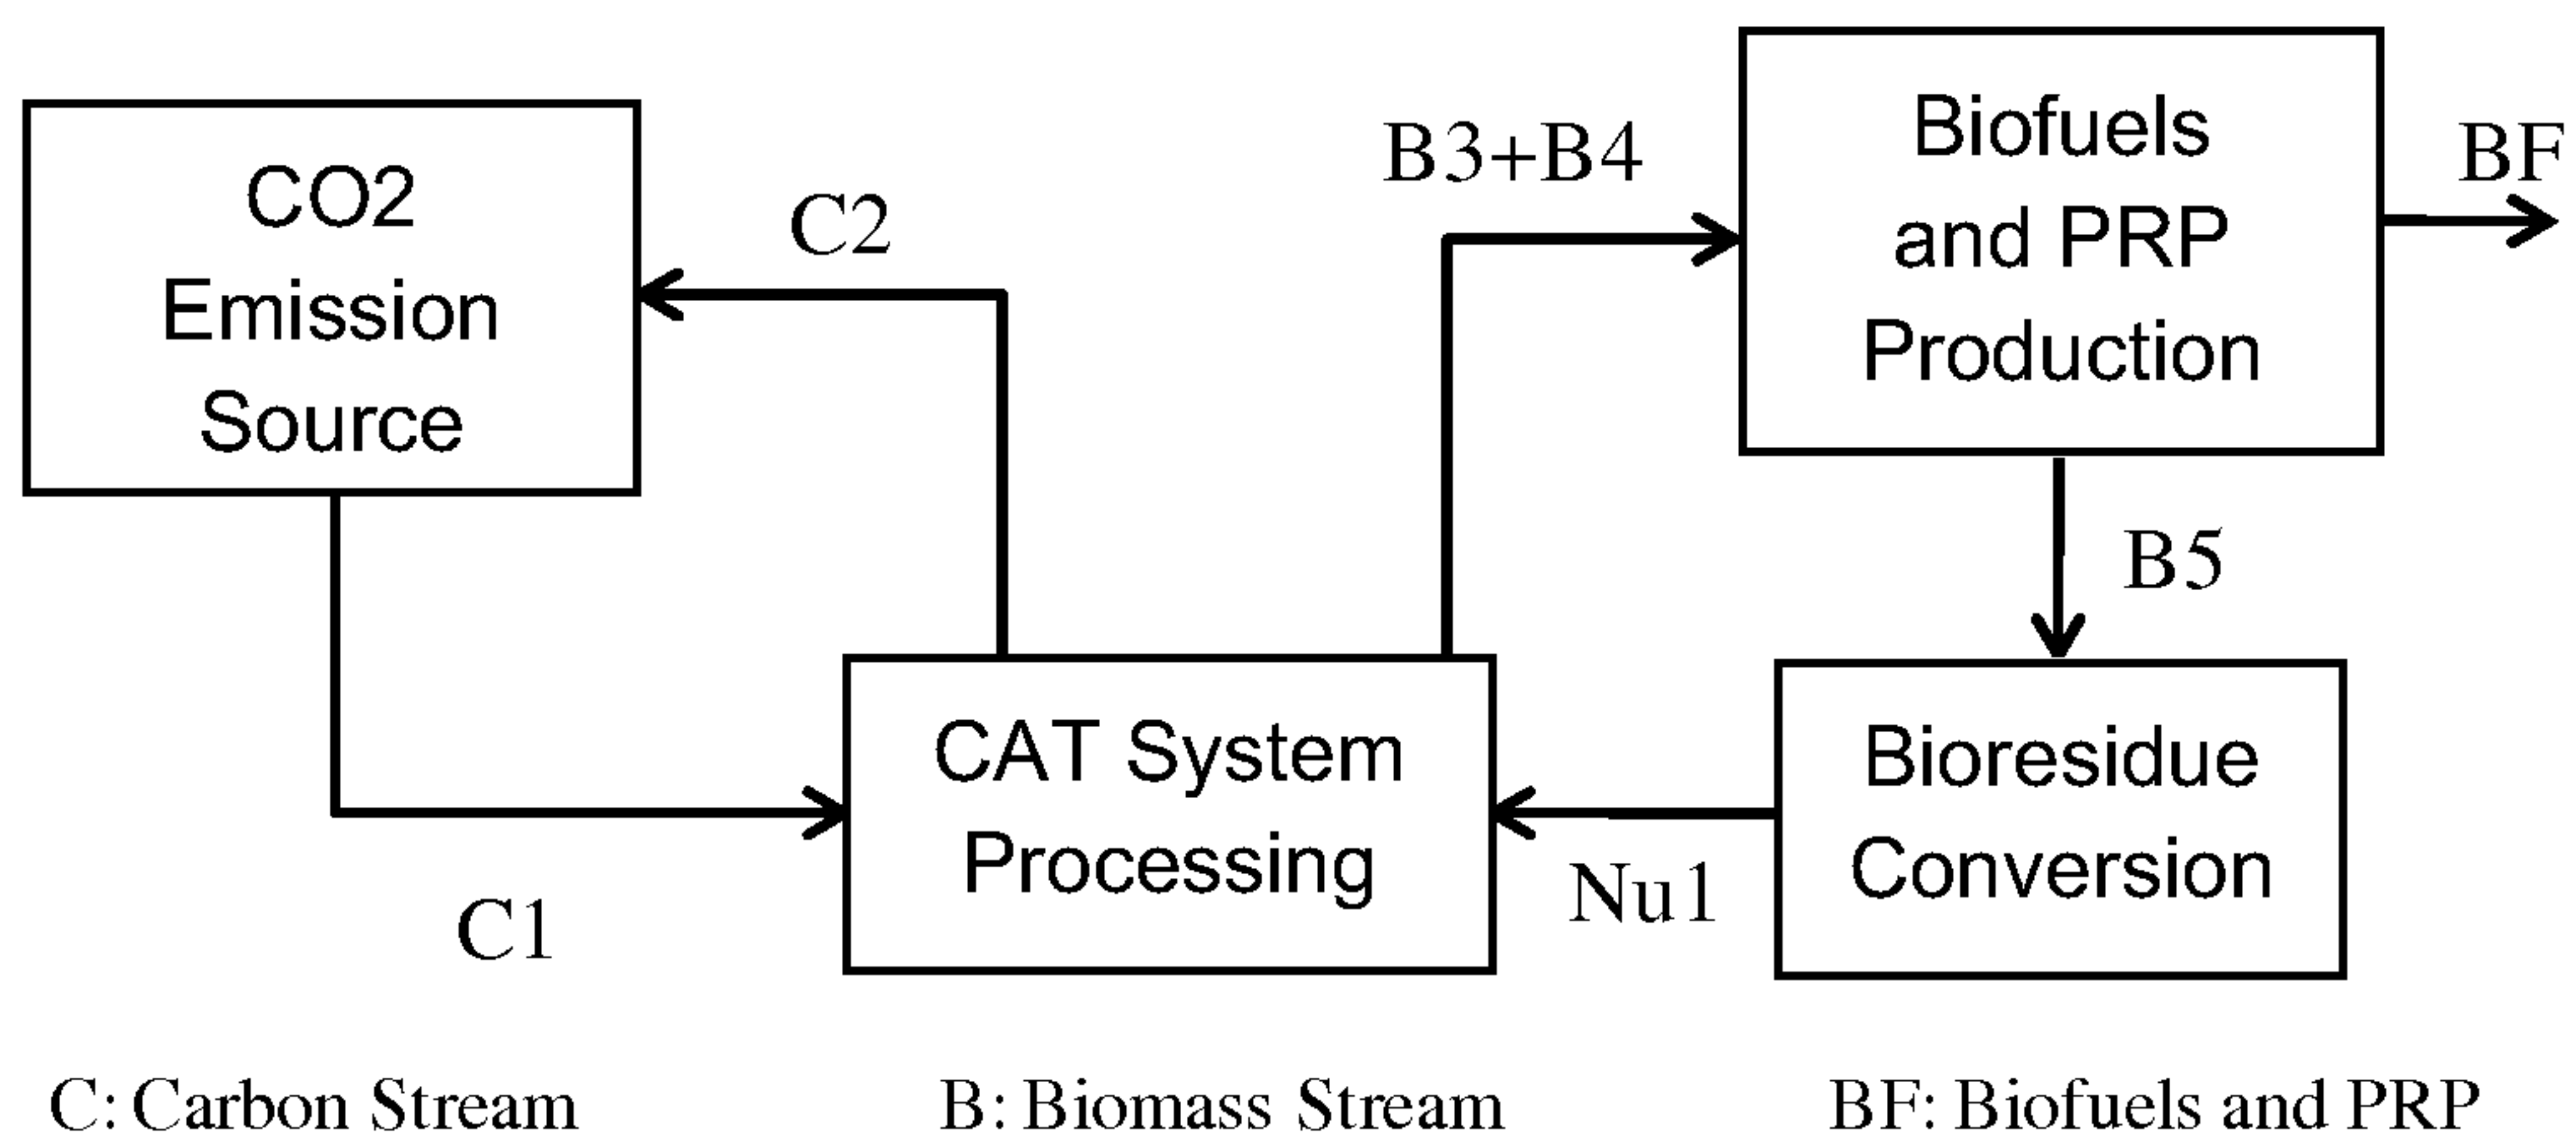 CO2
Emission
Source
C2
B3+B4
Biofuels
and PRP
Production
BF
B5
CAT System
Processing
Bioresidue
Conversion
Nu1
C1
C: Carbon Stream
B: Biomass Stream
BF: Biofuels and PRP